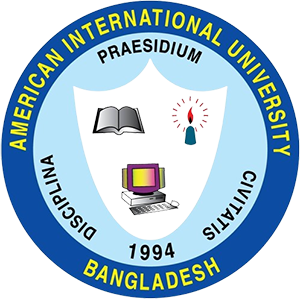 AMERICAN INTERNATIONAL UNIVERSITY
PRAESIDIUM
DISCIPLINA
CIVITATIS
1994
BANGLADESH